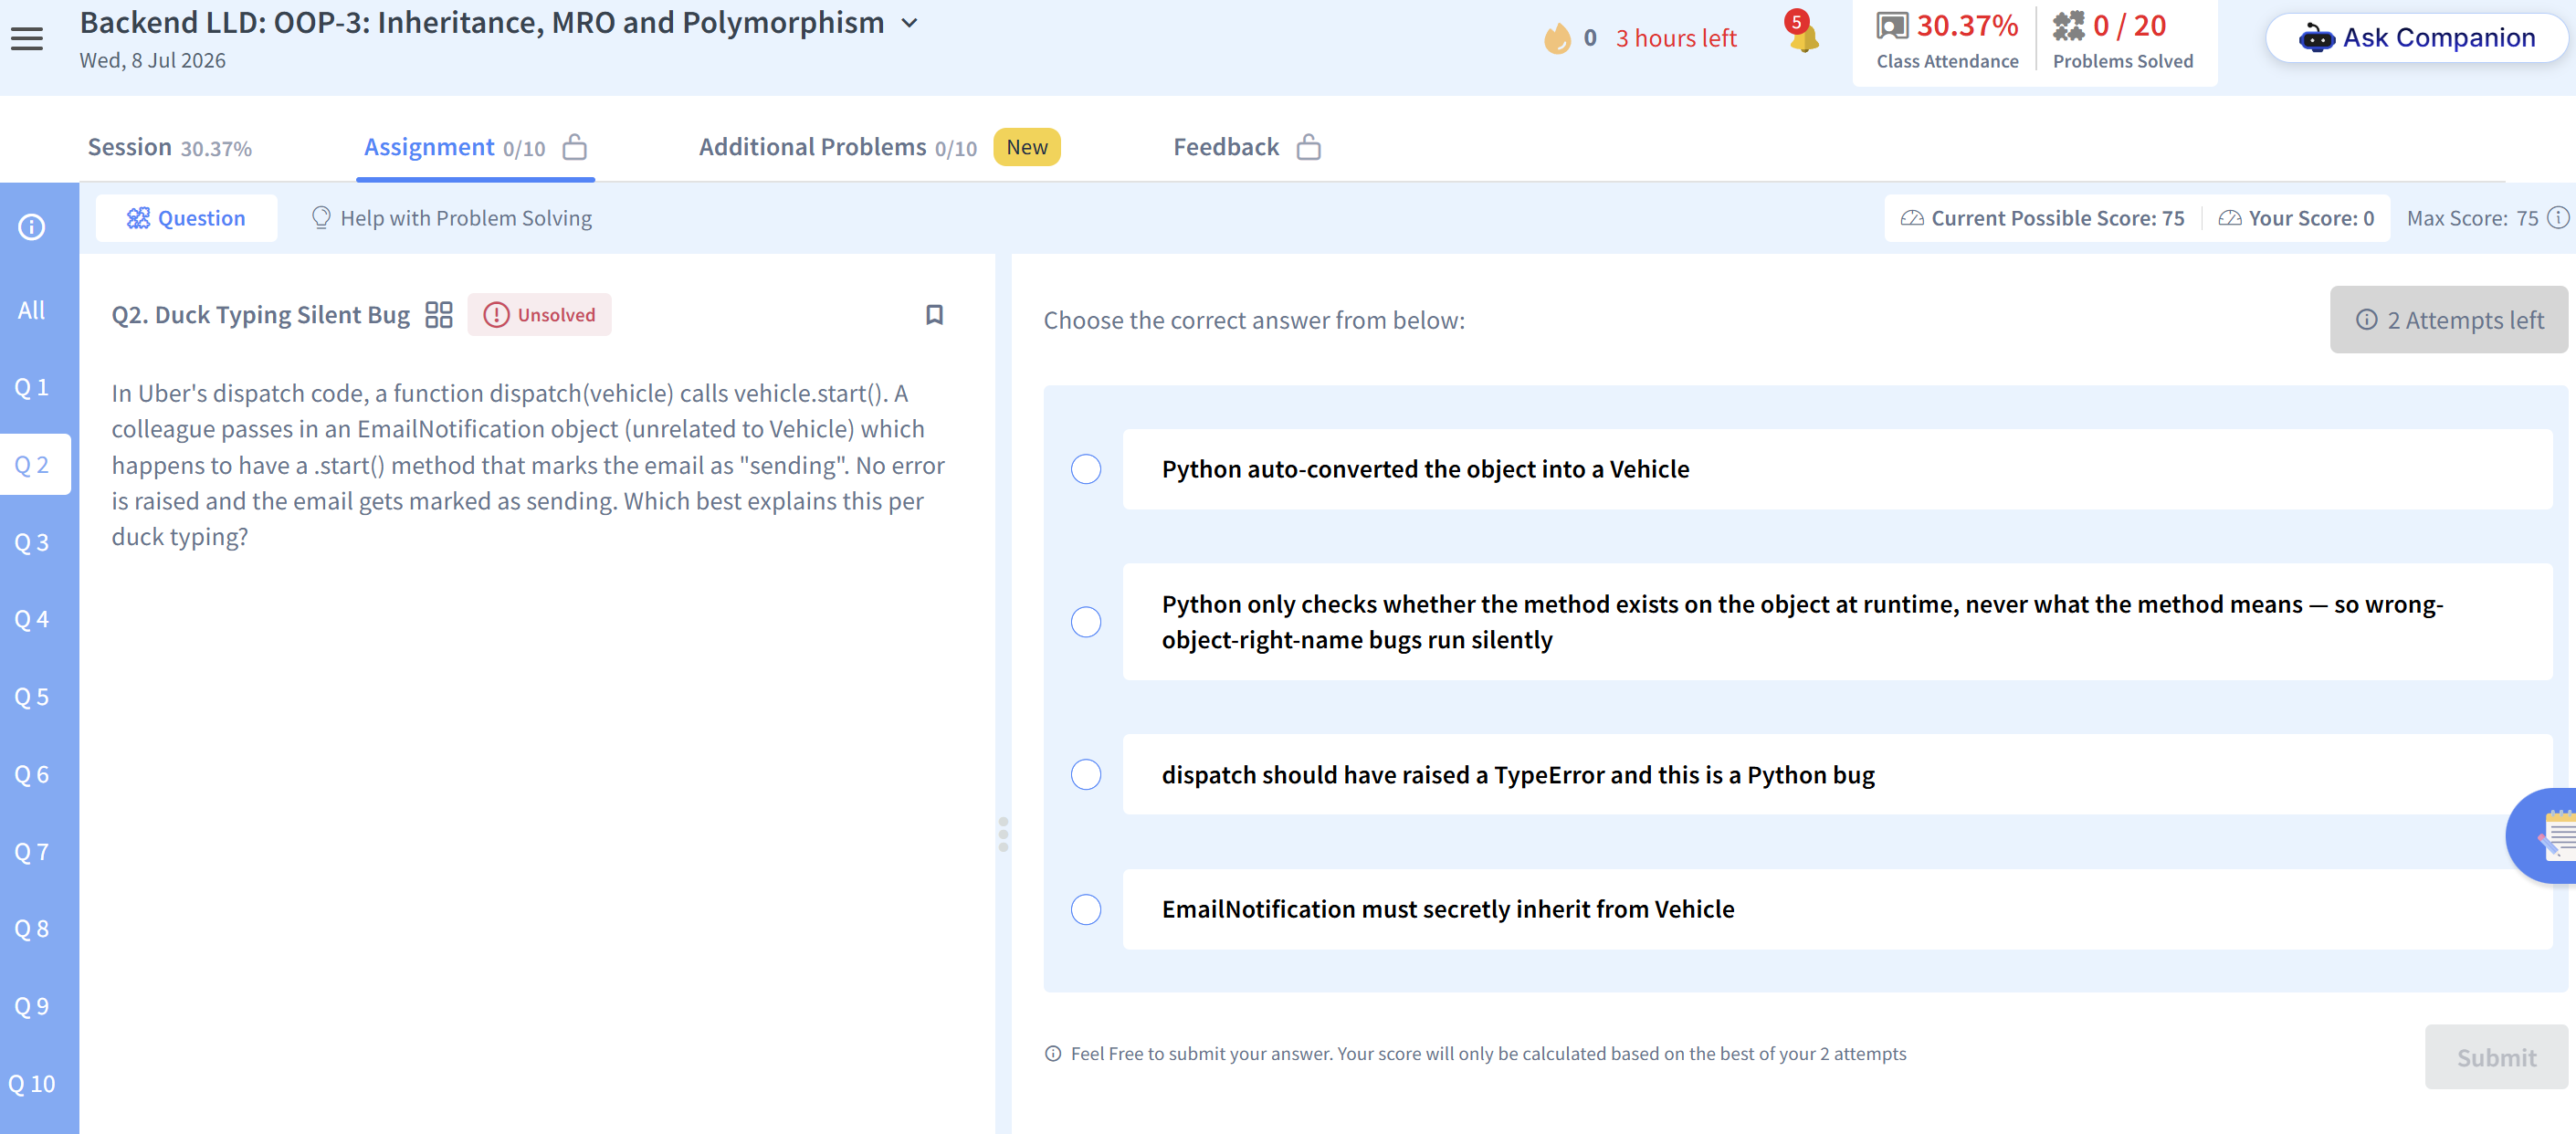 Backend LLD: OOP-3: Inheritance, MRO and Polymorphism
Wed, 8 Jul 2026
0 3 hours left
5
30.37%
Class Attendance
0 / 20
Problems Solved
Ask Companion
Session 30.37%
Assignment 0/10
Additional Problems 0/10 New
Feedback
Question
Help with Problem Solving
Current Possible Score: 75
Your Score: 0
Max Score: 75
All
Q 1
Q 2
Q 3
Q 4
Q 5
Q 6
Q 7
Q 8
Q 9
Q 10
Q2. Duck Typing Silent Bug
Unsolved
In Uber's dispatch code, a function dispatch(vehicle) calls vehicle.start(). A
colleague passes in an EmailNotification object (unrelated to Vehicle) which
happens to have a .start() method that marks the email as "sending". No error
is raised and the email gets marked as sending. Which best explains this per
duck typing?
Choose the correct answer from below:
2 Attempts left
Python auto-converted the object into a Vehicle
Python only checks whether the method exists on the object at runtime, never what the method means — so wrong-
object-right-name bugs run silently
dispatch should have raised a TypeError and this is a Python bug
EmailNotification must secretly inherit from Vehicle
Feel Free to submit your answer. Your score will only be calculated based on the best of your 2 attempts
Submit